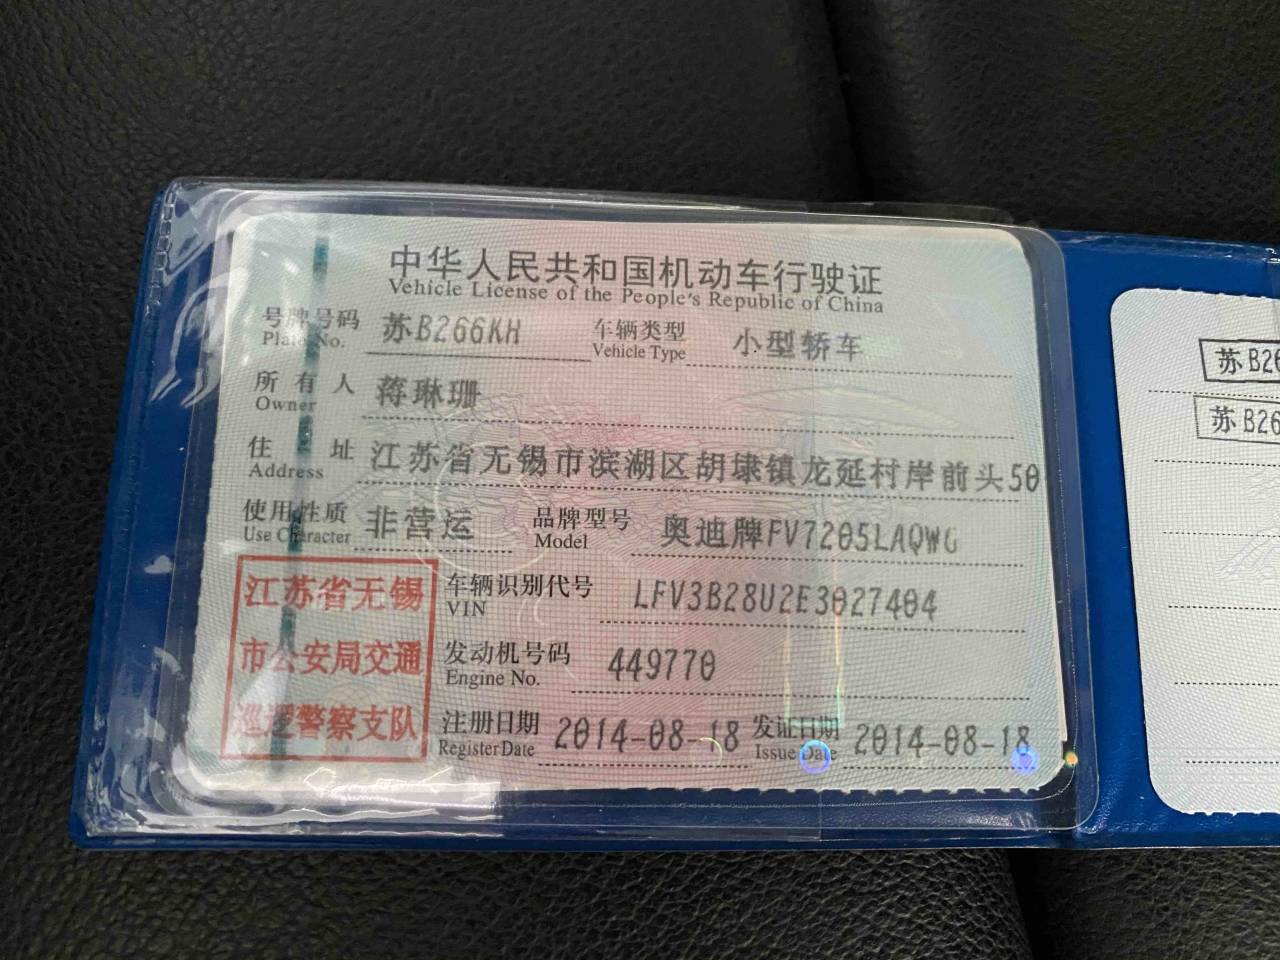 中华人民共和国机动车行驶证
Vehicle License of the People's Republic of China
号牌号码 苏B266KH 车辆类型 小型轿车
Plate No. Vehicle Type
所有人 蒋琳珊
Owner
住址 江苏省无锡市滨湖区胡埭镇龙延村岸前头50
Address
使用性质 非营运 品牌型号 奥迪牌FV7205LAQWG
Use Character Model
江苏省无锡
市公安局交通
巡逻警察支队
车辆识别代号 LFV3B28U2E3027404
VIN
发动机号码 449770
Engine No.
注册日期 2014-08-18 发证日期 2014-08-18
Register Date Issue Date
苏B26
苏B26